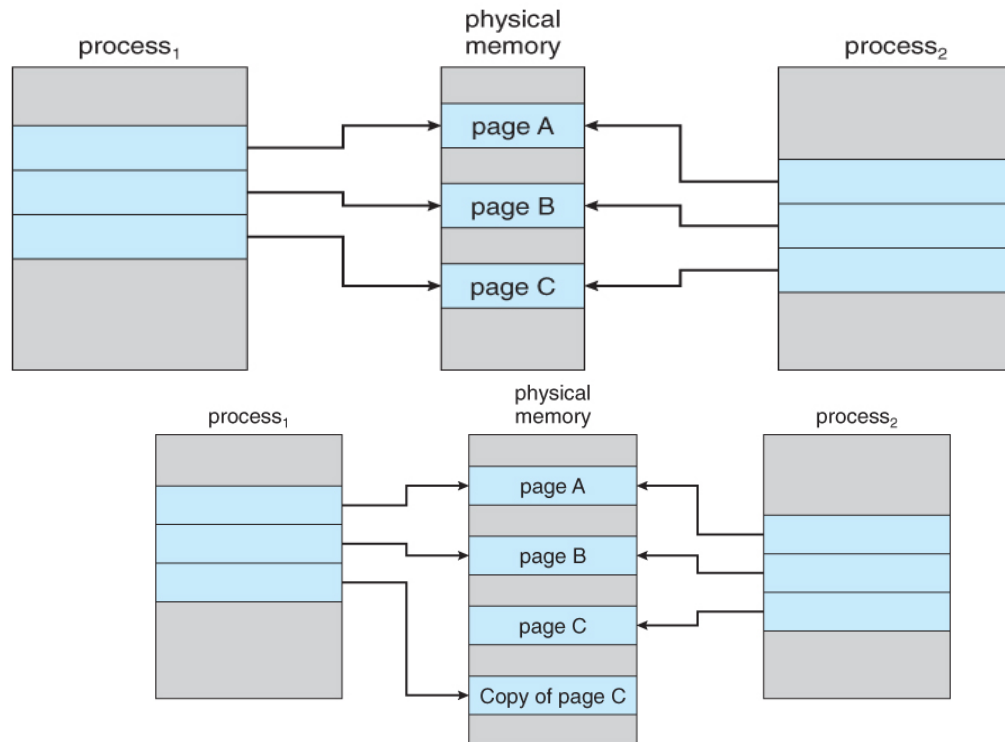 physical
memory
process₁
process₂
page A
page B
page C
physical
memory
process₁
process₂
page A
page B
page C
Copy of page C